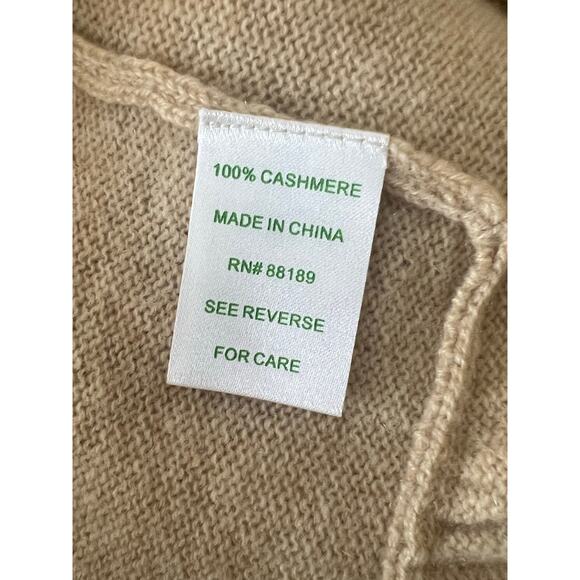 100% CASHMERE
MADE IN CHINA
RN# 88189
SEE REVERSE
FOR CARE